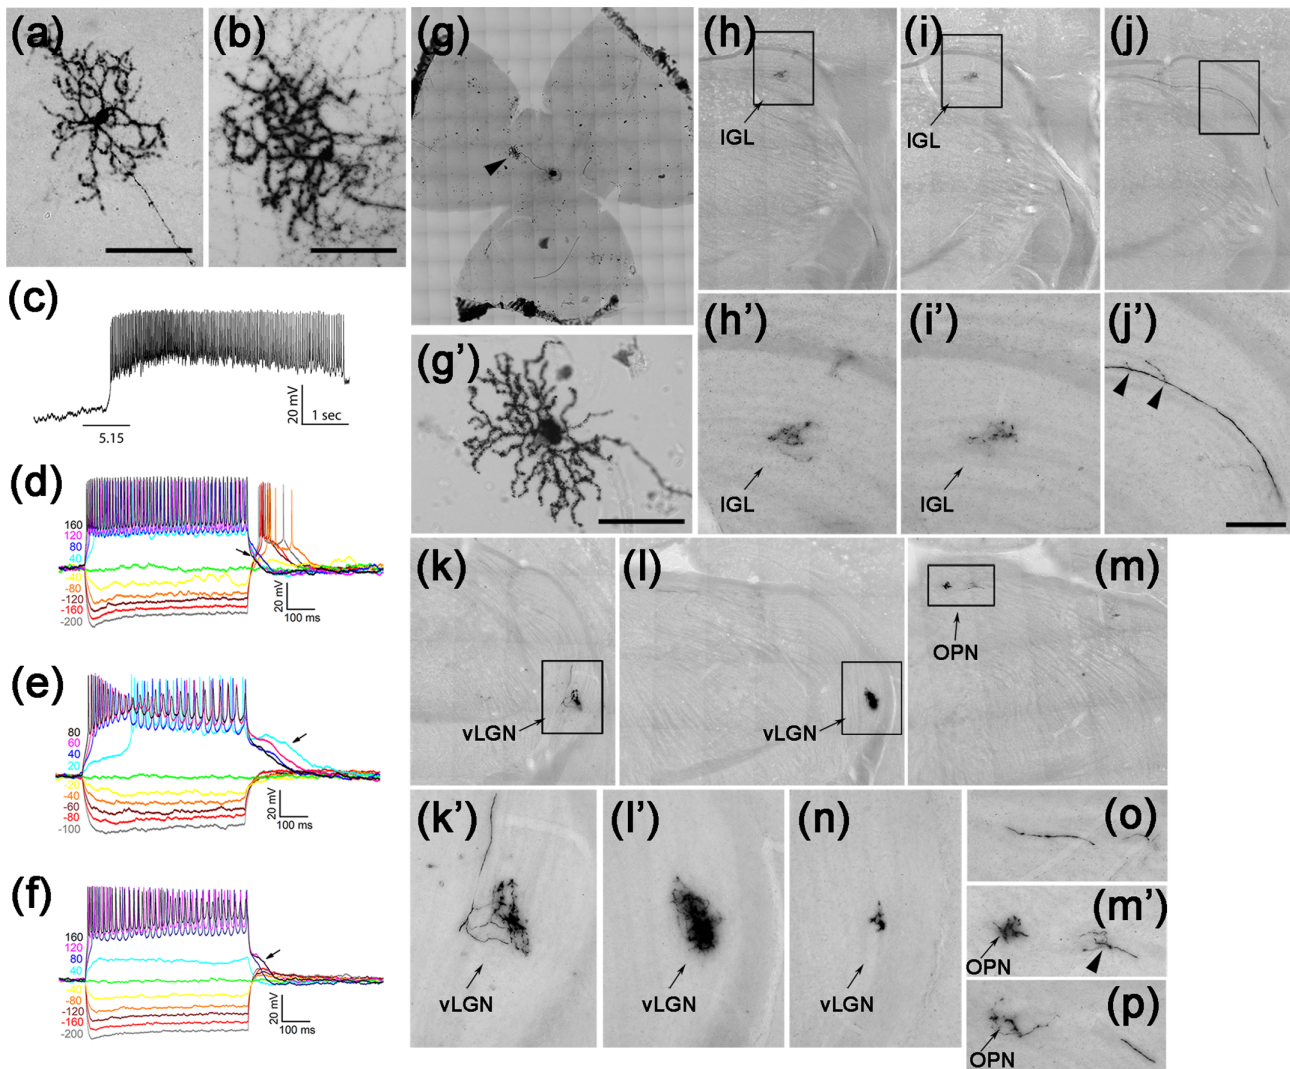 (a)
(b)
(c)
20 mV
1 sec
5.15
(d)
160
120
80
40
-40
-80
-120
-160
-200
20 mV
100 ms
(e)
80
60
40
20
-20
-40
-60
-80
-100
20 mV
100 ms
(f)
160
120
80
40
-40
-80
-120
-160
-200
20 mV
100 ms
(g)
(g')
(h)
IGL
(i)
IGL
(j)
(h')
IGL
(i')
IGL
(j')
(k)
vLGN
(l)
vLGN
(m)
OPN
(k')
vLGN
(l')
vLGN
(n)
vLGN
(o)
(m')
OPN
(p)
OPN